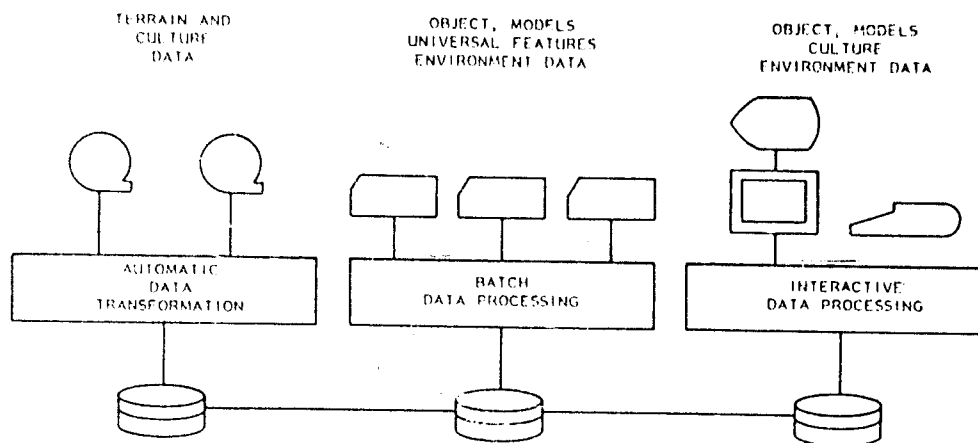 TERRAIN AND
CULTURE
DATA
OBJECT, MODELS
UNIVERSAL FEATURES
ENVIRONMENT DATA
OBJECT, MODELS
CULTURE
ENVIRONMENT DATA
AUTOMATIC
DATA
TRANSFORMATION
BATCH
DATA PROCESSING
INTERACTIVE
DATA PROCESSING